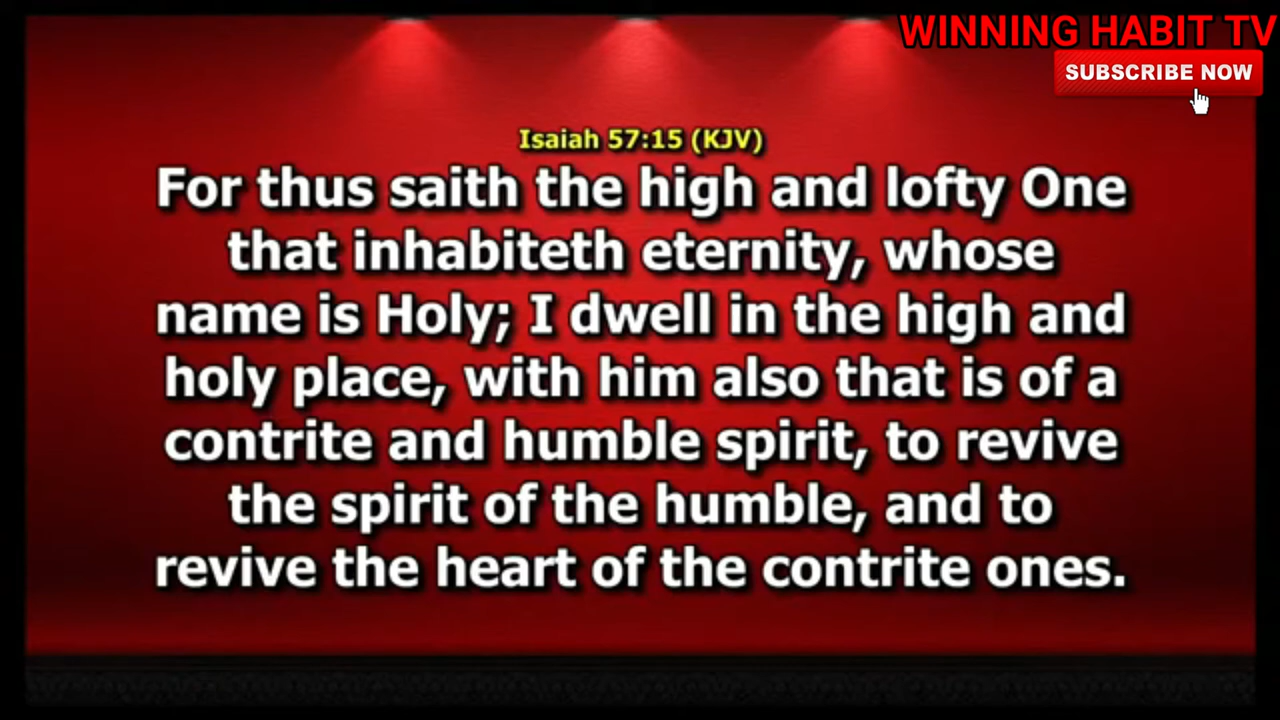 WINNING HABIT TV
SUBSCRIBE NOW
Isaiah 57:15 (KJV)
For thus saith the high and lofty One
that inhabiteth eternity, whose
name is Holy; I dwell in the high and
holy place, with him also that is of a
contrite and humble spirit, to revive
the spirit of the humble, and to
revive the heart of the contrite ones.